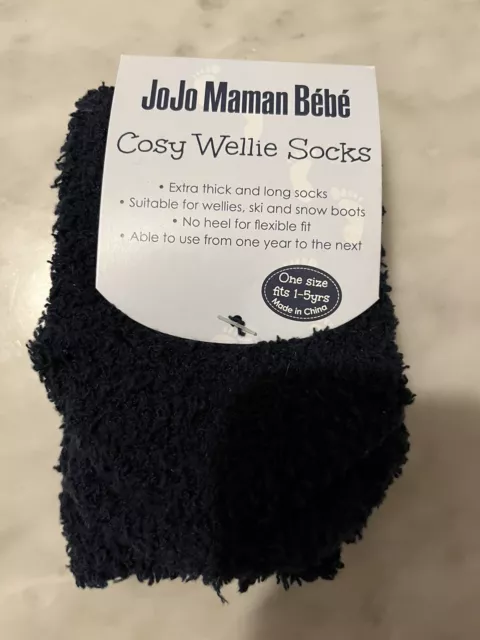 JoJo Maman Bébé
Cosy Wellie Socks
• Extra thick and long socks
• Suitable for wellies, ski and snow boots
• No heel for flexible fit
• Able to use from one year to the next
One size
fits 1-5yrs
Made in China